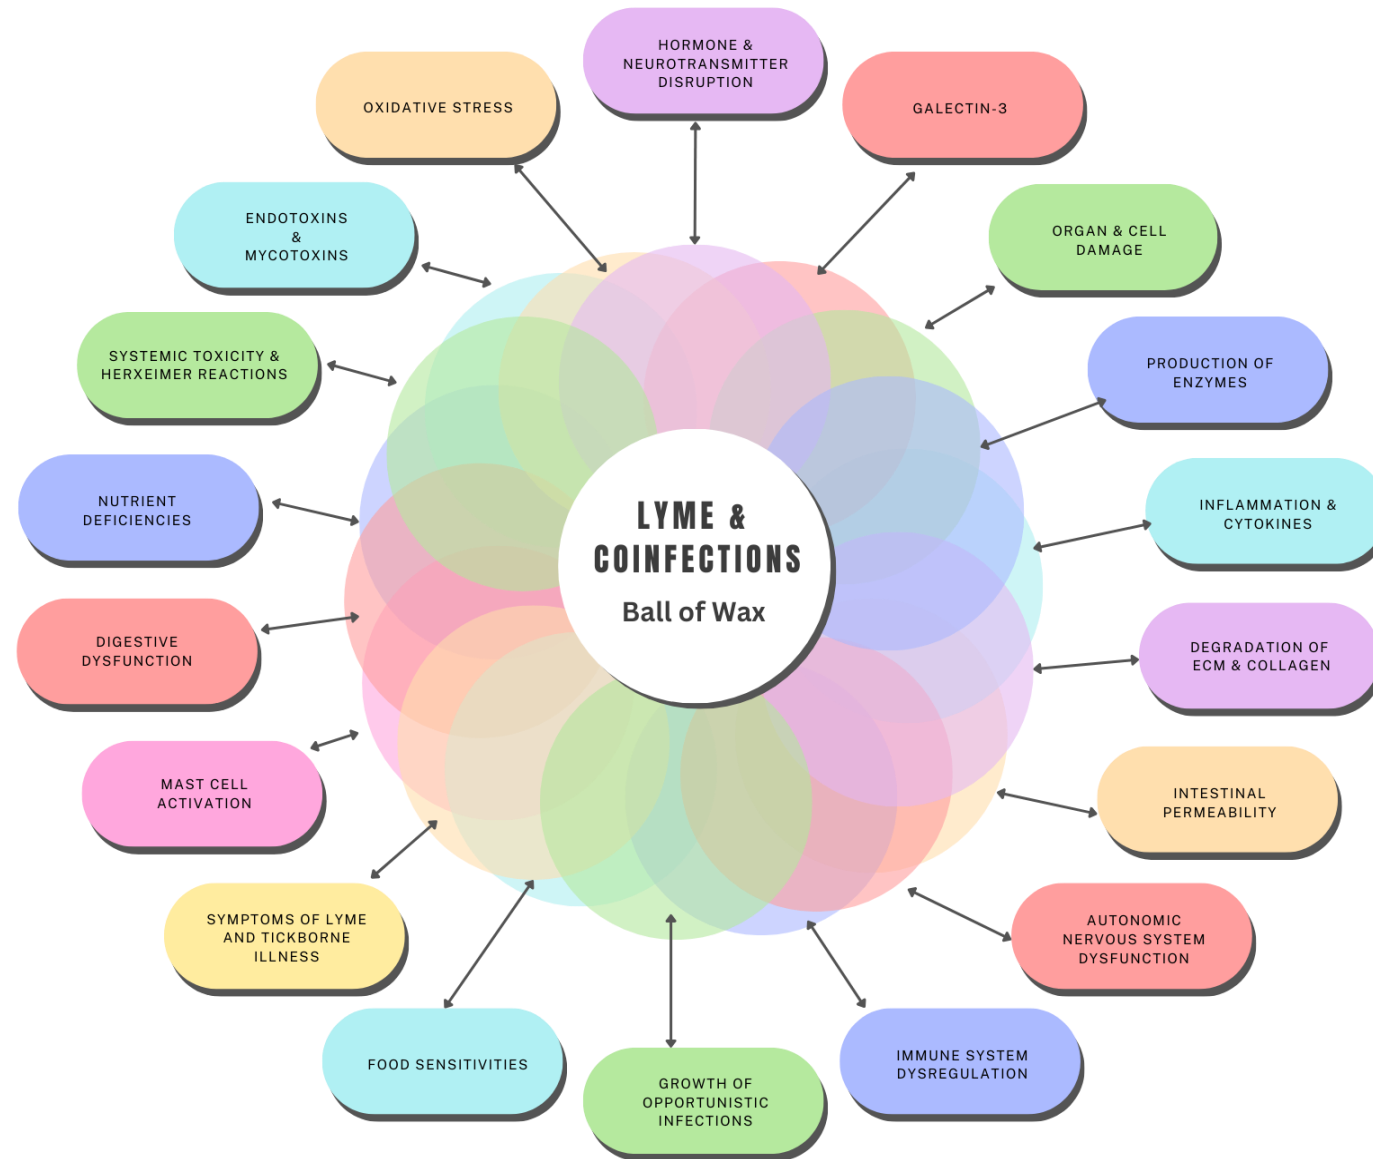 HORMONE &
NEUROTRANSMITTER
DISRUPTION
GALECTIN-3
ORGAN & CELL
DAMAGE
PRODUCTION OF
ENZYMES
INFLAMMATION &
CYTOKINES
DEGRADATION OF
ECM & COLLAGEN
INTESTINAL
PERMEABILITY
AUTONOMIC
NERVOUS SYSTEM
DYSFUNCTION
IMMUNE SYSTEM
DYSREGULATION
GROWTH OF
OPPORTUNISTIC
INFECTIONS
FOOD SENSITIVITIES
SYMPTOMS OF LYME
AND TICKBORNE
ILLNESS
MAST CELL
ACTIVATION
DIGESTIVE
DYSFUNCTION
NUTRIENT
DEFICIENCIES
SYSTEMIC TOXICITY &
HERXEIMER REACTIONS
ENDOTOXINS
&
MYCOTOXINS
OXIDATIVE STRESS
LYME &
COINFECTIONS
Ball of Wax